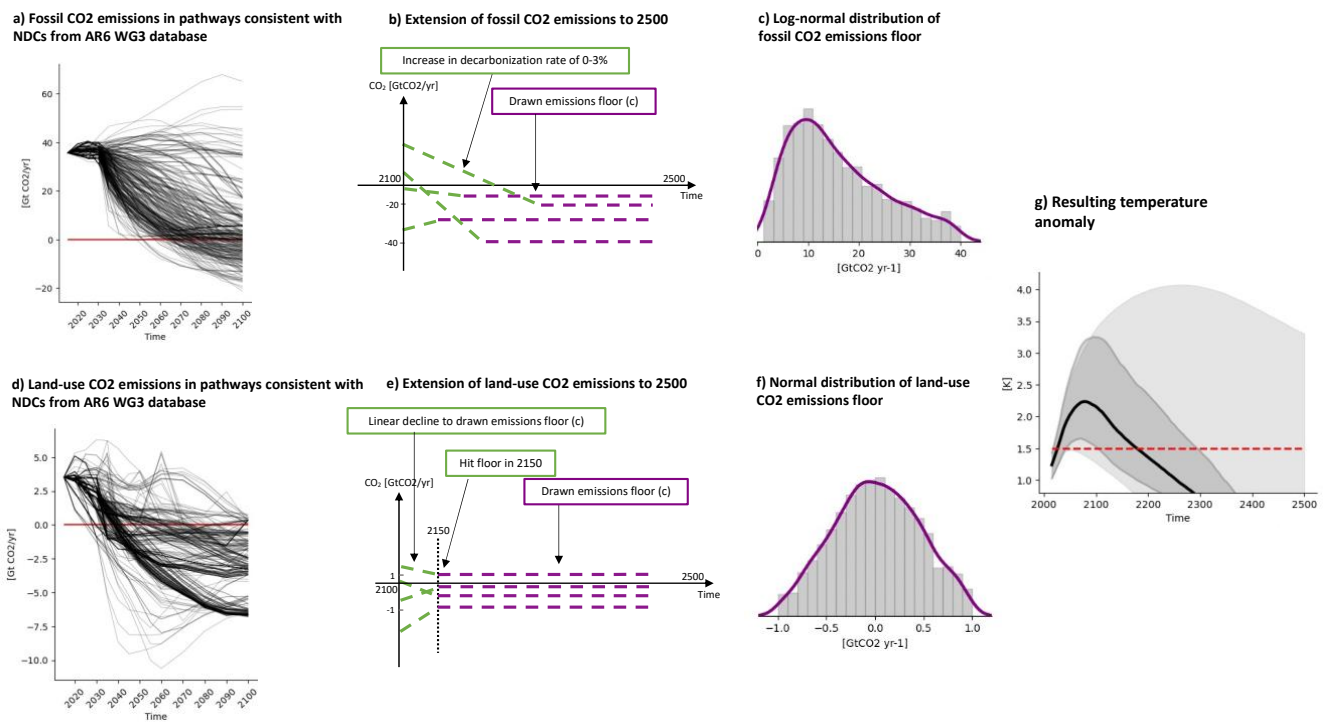 a) Fossil CO2 emissions in pathways consistent with
NDCs from AR6 WG3 database
[Gt CO2/yr]
60
40
20
0
−20
2020
2030
2040
2050
2060
2070
2080
2090
2100
Time
b) Extension of fossil CO2 emissions to 2500
Increase in decarbonization rate of 0-3%
CO₂ [GtCO2/yr]
Drawn emissions floor (c)
2100
2500
Time
-20
-40
c) Log-normal distribution of
fossil CO2 emissions floor
0
10
20
30
40
[GtCO2 yr-1]
d) Land-use CO2 emissions in pathways consistent with
NDCs from AR6 WG3 database
[Gt CO2/yr]
5.0
2.5
0.0
−2.5
−5.0
−7.5
−10.0
2020
2030
2040
2050
2060
2070
2080
2090
2100
Time
e) Extension of land-use CO2 emissions to 2500
Linear decline to drawn emissions floor (c)
Hit floor in 2150
CO₂ [GtCO2/yr]
Drawn emissions floor (c)
2150
1
2100
2500
Time
-1
f) Normal distribution of land-use
CO2 emissions floor
−1.0
−0.5
0.0
0.5
1.0
[GtCO2 yr-1]
g) Resulting temperature
anomaly
[K]
4.0
3.5
3.0
2.5
2.0
1.5
1.0
2000
2100
2200
2300
2400
2500
Time